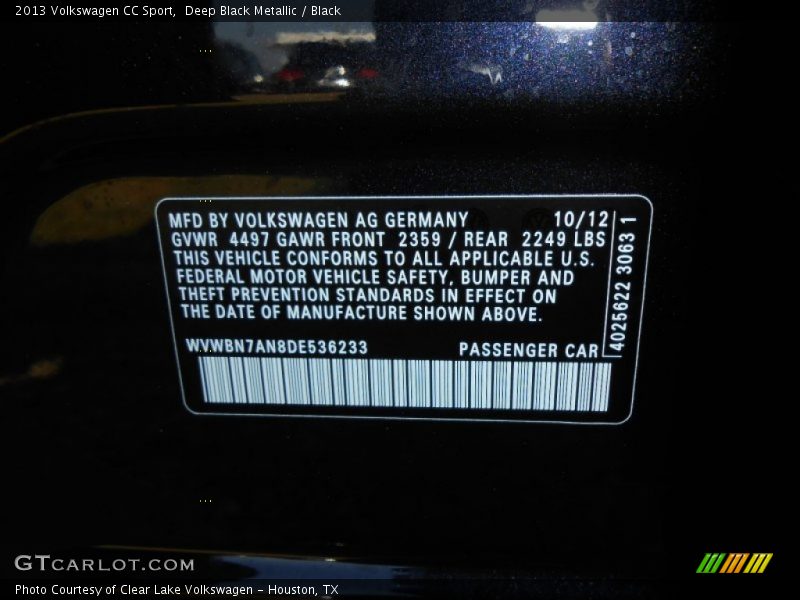 2013 Volkswagen CC Sport,  Deep Black Metallic / Black
MFD BY VOLKSWAGEN AG GERMANY 10/12
GVWR 4497 GAWR FRONT 2359 / REAR 2249 LBS
THIS VEHICLE CONFORMS TO ALL APPLICABLE U.S.
FEDERAL MOTOR VEHICLE SAFETY, BUMPER AND
THEFT PREVENTION STANDARDS IN EFFECT ON
THE DATE OF MANUFACTURE SHOWN ABOVE.
WVWBN7AN8DE536233 PASSENGER CAR
4025622 3063 1
GTCARLOT.COM
Photo Courtesy of Clear Lake Volkswagen - Houston, TX